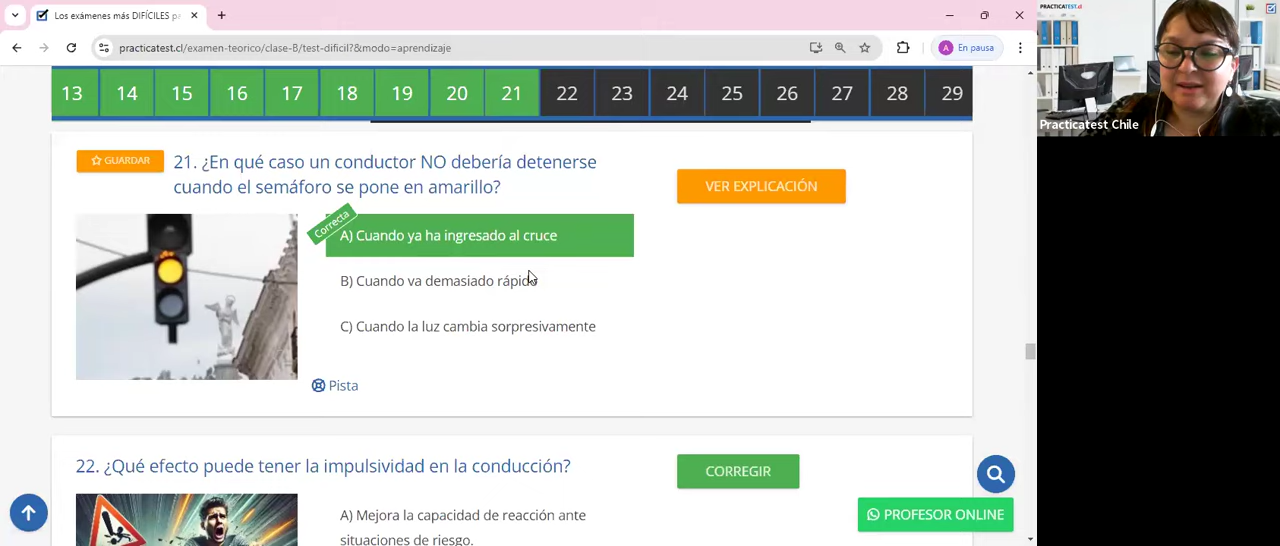 Los exámenes más DIFÍCILES pa
practicatest.cl/examen-teorico/clase-B/test-dificil?&modo=aprendizaje
A
En pausa
PRACTICATEST.cl
Practicatest Chile
13 14 15 16 17 18 19 20 21 22 23 24 25 26 27 28 29
GUARDAR
21. ¿En qué caso un conductor NO debería detenerse
cuando el semáforo se pone en amarillo?
VER EXPLICACIÓN
Correcta
A) Cuando ya ha ingresado al cruce
B) Cuando va demasiado rápido
C) Cuando la luz cambia sorpresivamente
Pista
22. ¿Qué efecto puede tener la impulsividad en la conducción?
CORREGIR
A) Mejora la capacidad de reacción ante
situaciones de riesgo.
PROFESOR ONLINE